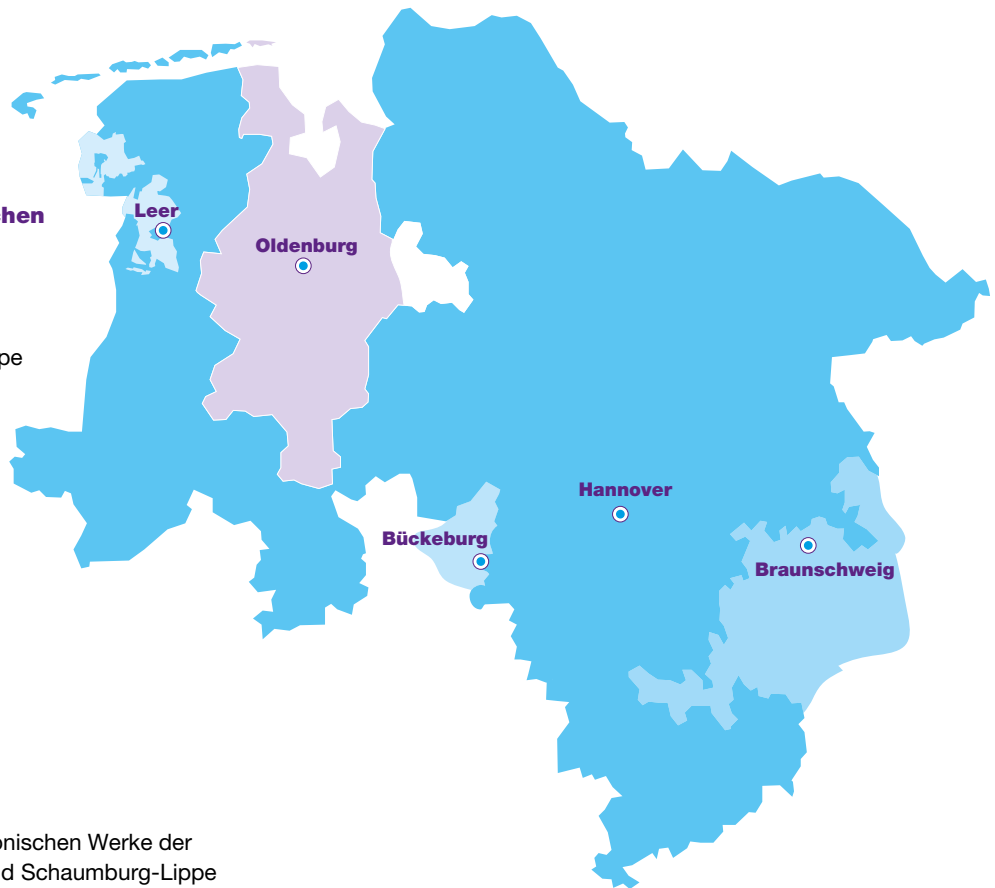 chen
Leer
Oldenburg
pe
Hannover
Bückeburg
Braunschweig
onischen Werke der
d Schaumburg-Lippe